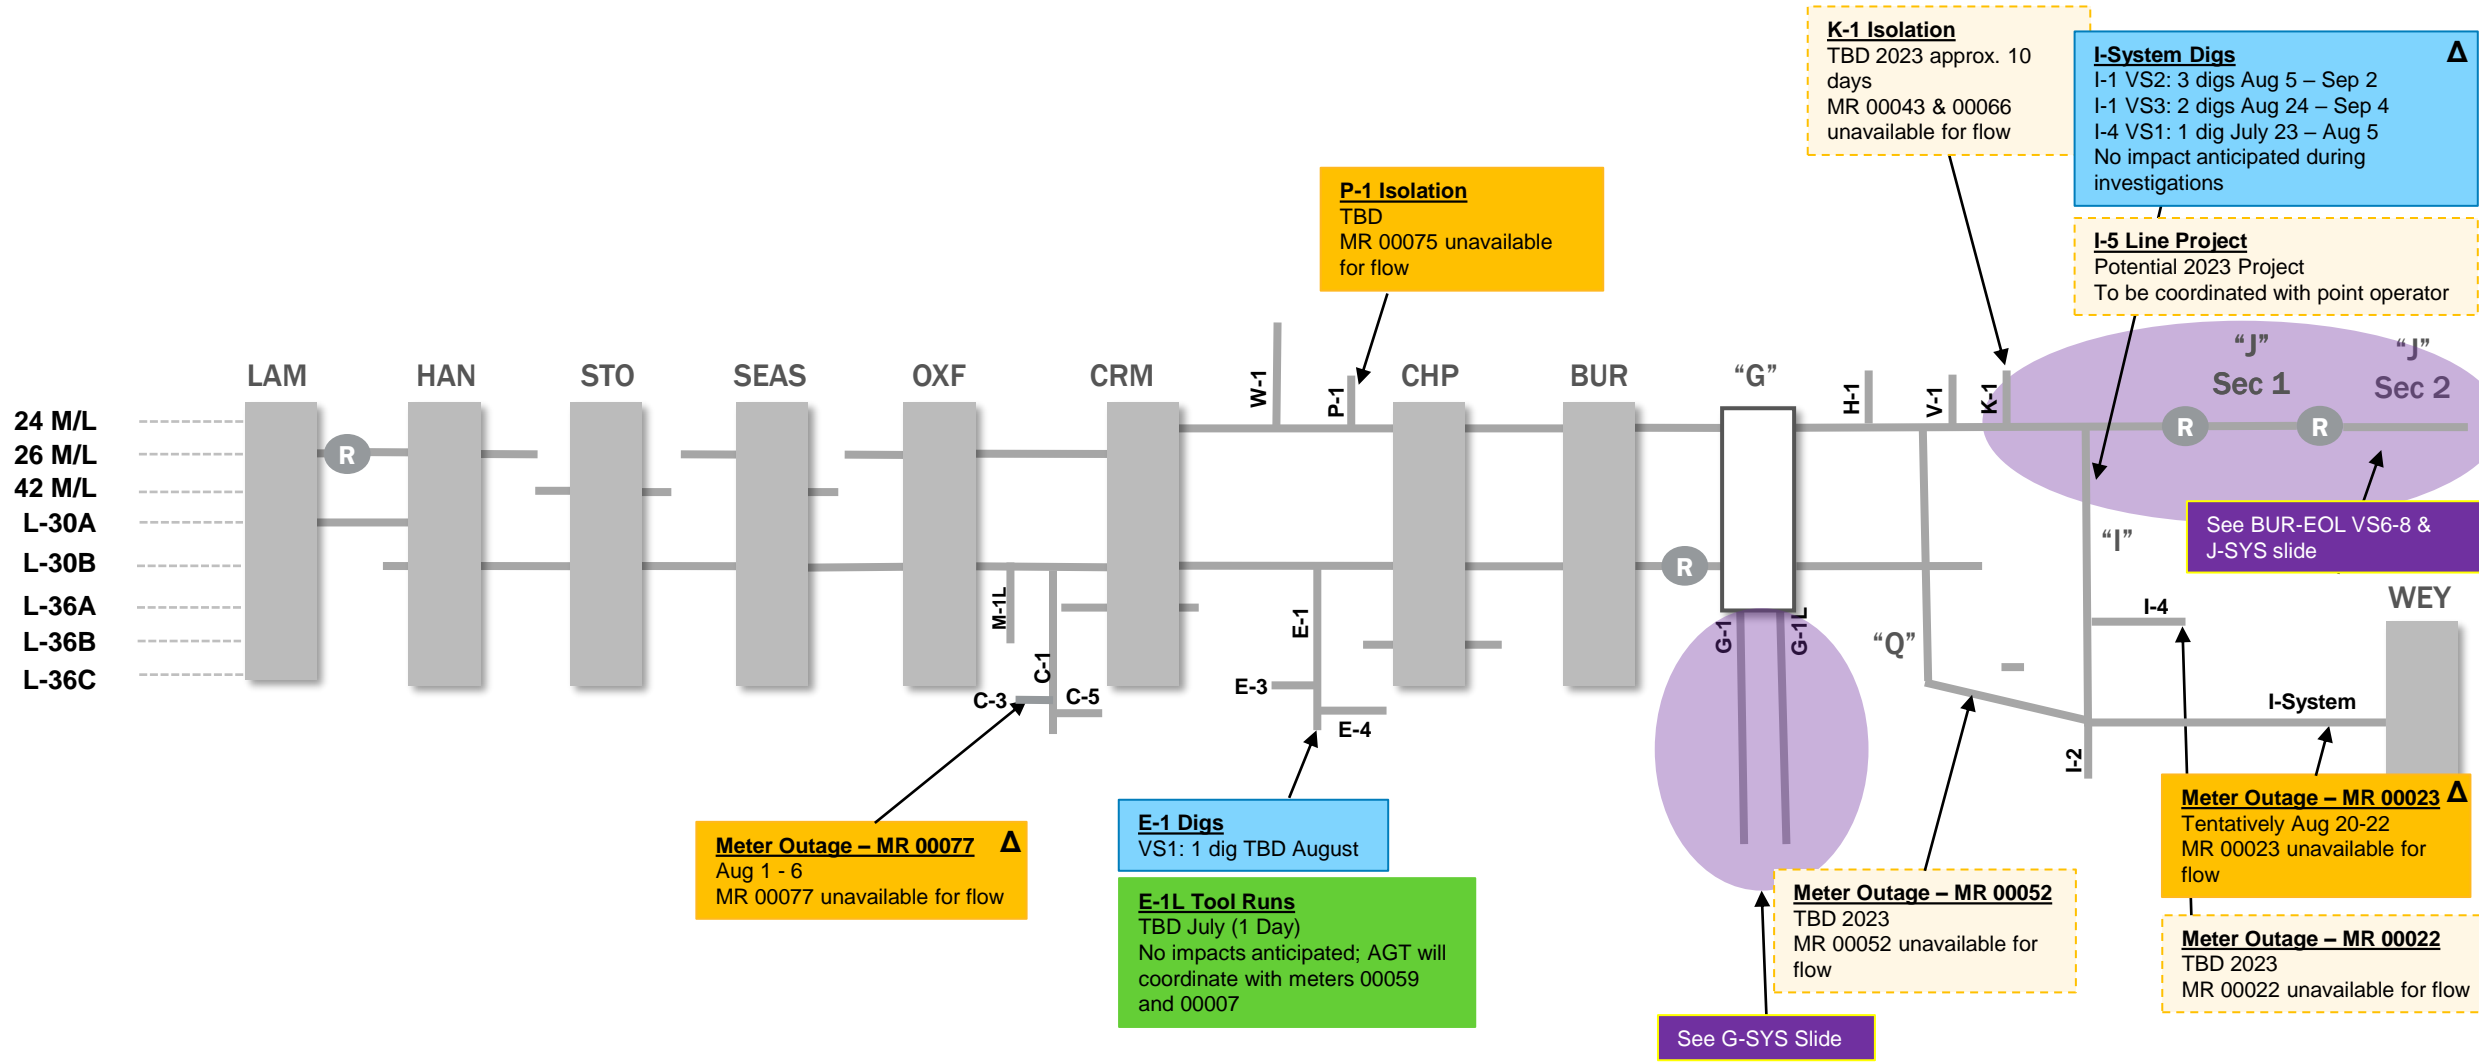 K-1 Isolation
TBD 2023 approx. 10
days
MR 00043 & 00066
unavailable for flow
I-System Digs Δ
I-1 VS2: 3 digs Aug 5 – Sep 2
I-1 VS3: 2 digs Aug 24 – Sep 4
I-4 VS1: 1 dig July 23 – Aug 5
No impact anticipated during
investigations
P-1 Isolation
TBD
MR 00075 unavailable
for flow
I-5 Line Project
Potential 2023 Project
To be coordinated with point operator
LAM
HAN
STO
SEAS
OXF
CRM
W-1
P-1
CHP
BUR
“G”
H-1
V-1
K-1
“J”
Sec 1
“J”
Sec 2
24 M/L
26 M/L
42 M/L
L-30A
L-30B
L-36A
L-36B
L-36C
R
R
R
R
See BUR-EOL VS6-8 &
J-SYS slide
“I”
M-1L
C-1
C-3
C-5
E-1
E-3
E-4
G-1
G-1L
“Q”
I-4
WEY
I-System
I-2
Meter Outage – MR 00077 Δ
Aug 1 - 6
MR 00077 unavailable for flow
E-1 Digs
VS1: 1 dig TBD August
E-1L Tool Runs
TBD July (1 Day)
No impacts anticipated; AGT will
coordinate with meters 00059
and 00007
Meter Outage – MR 00052
TBD 2023
MR 00052 unavailable for
flow
Meter Outage – MR 00023 Δ
Tentatively Aug 20-22
MR 00023 unavailable for
flow
Meter Outage – MR 00022
TBD 2023
MR 00022 unavailable for flow
See G-SYS Slide